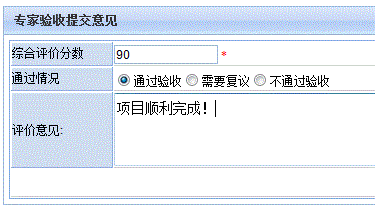 专家验收提交意见
综合评价分数 90 *
通过情况 通过验收 需要复议 不通过验收
评价意见: 项目顺利完成！